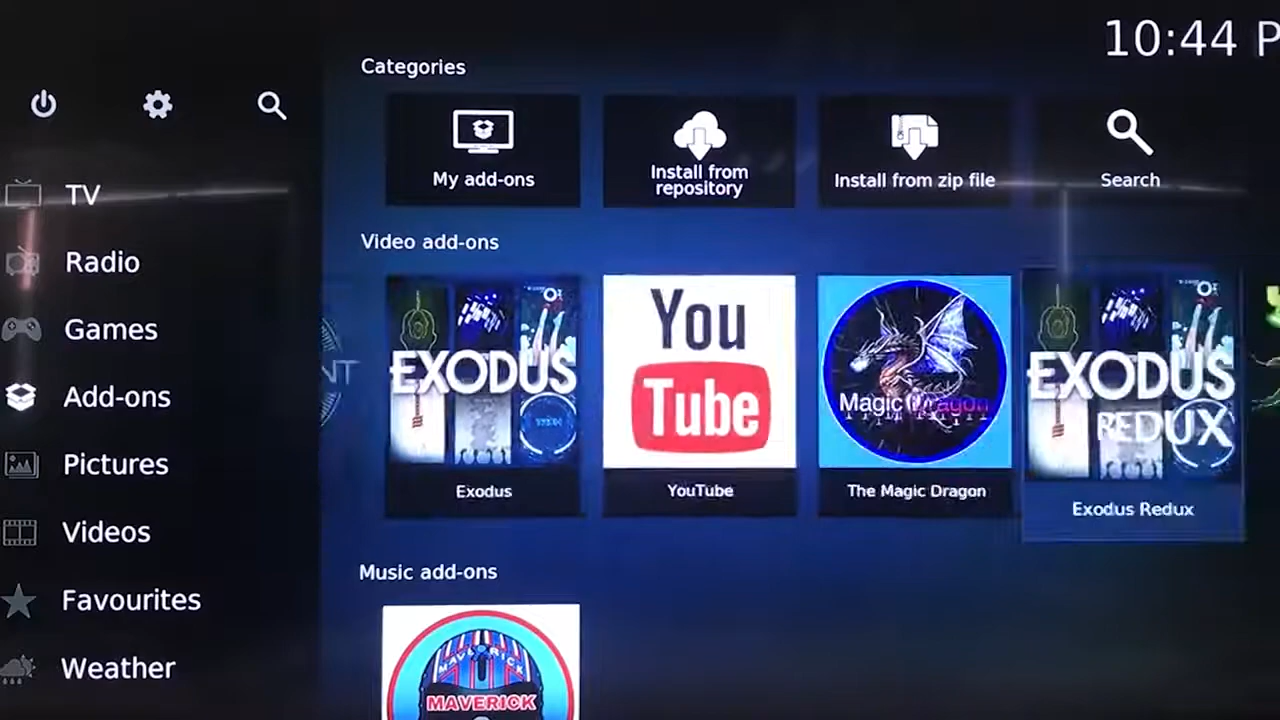 10:44 P
Categories
My add-ons
Install from
repository
Install from zip file
Search
TV
Radio
Games
Add-ons
Pictures
Videos
Favourites
Weather
Video add-ons
NT
EXODUS
You
Tube
Magic Dragon
EXODUS
REDUX
Exodus
YouTube
The Magic Dragon
Exodus Redux
Music add-ons
MAVERICK
MAVERICK